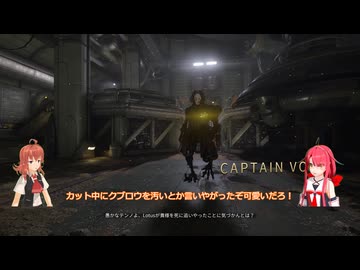 CAPTAIN VO
カット中にクブロウを汚いとか言いやがったぞ可愛いだろ！
愚かなテンノよ、Lotusが貴様を死に追いやったことに気づかんとは？